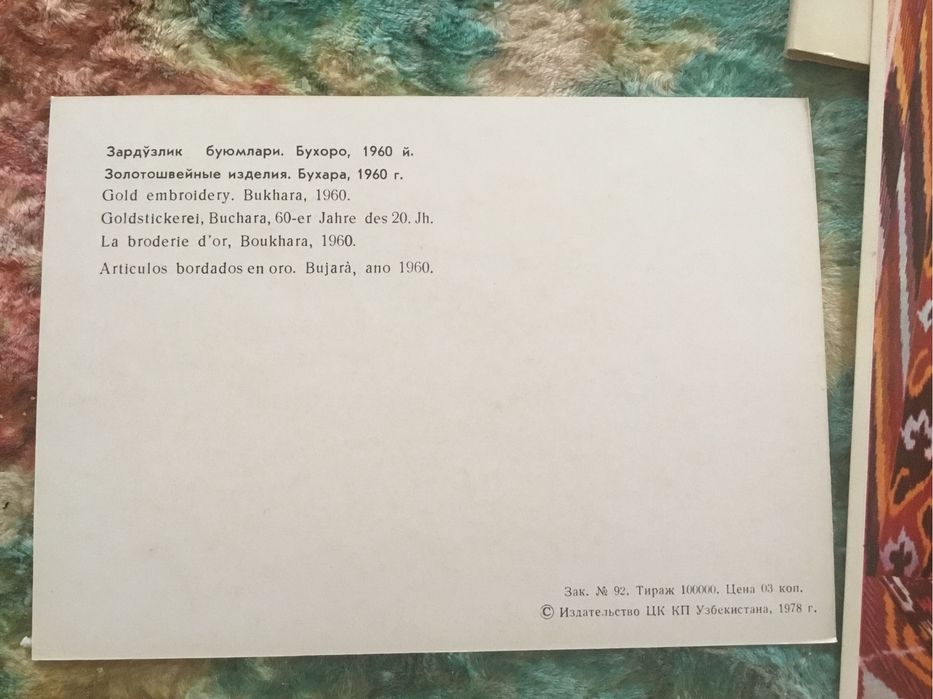 Зардўзлик буюмлари. Бухоро, 1960 й.
Золотошвейные изделия. Бухара, 1960 г.
Gold embroidery. Bukhara, 1960.
Goldstickerei, Buchara, 60-er Jahre des 20. Jh.
La broderie d'or, Boukhara, 1960.
Articulos bordados en oro. Bujarà, ano 1960.
Зак. № 92. Тираж 100000. Цена 03 коп.
© Издательство ЦК КП Узбекистана, 1978 г.